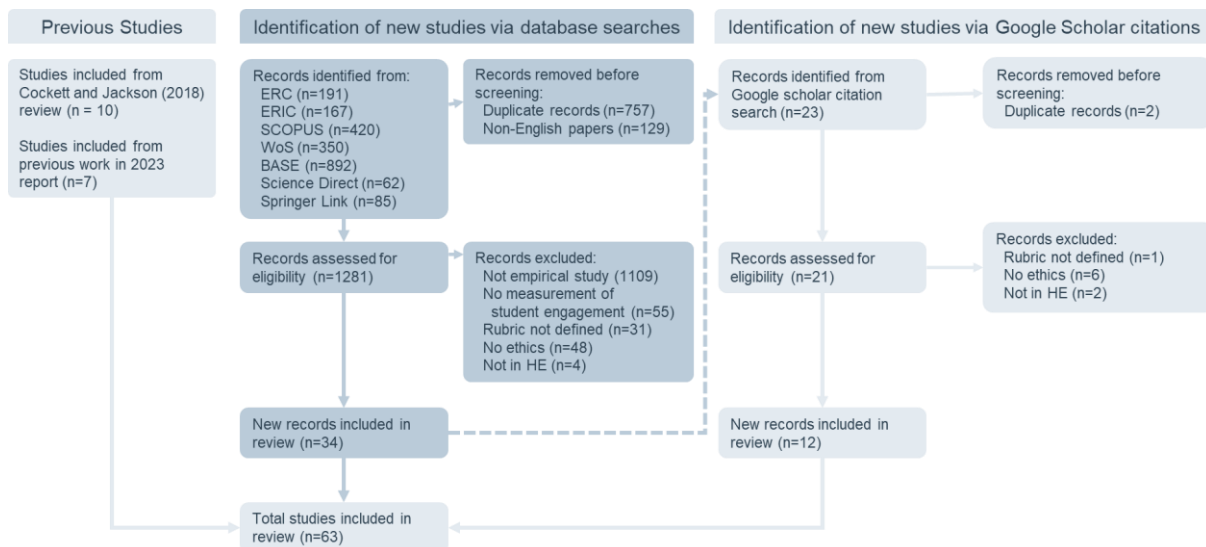 Previous Studies
Studies included from
Cockett and Jackson (2018)
review (n = 10)
Studies included from
previous work in 2023
report (n=7)
Identification of new studies via database searches
Records identified from:
ERC (n=191)
ERIC (n=167)
SCOPUS (n=420)
WoS (n=350)
BASE (n=892)
Science Direct (n=62)
Springer Link (n=85)
Records removed before
screening:
Duplicate records (n=757)
Non-English papers (n=129)
Records assessed for
eligibility (n=1281)
Records excluded:
Not empirical study (1109)
No measurement of
student engagement (n=55)
Rubric not defined (n=31)
No ethics (n=48)
Not in HE (n=4)
New records included in
review (n=34)
Identification of new studies via Google Scholar citations
Records identified from
Google scholar citation
search (n=23)
Records removed before
screening:
Duplicate records (n=2)
Records assessed for
eligibility (n=21)
Records excluded:
Rubric not defined (n=1)
No ethics (n=6)
Not in HE (n=2)
New records included in
review (n=12)
Total studies included in
review (n=63)